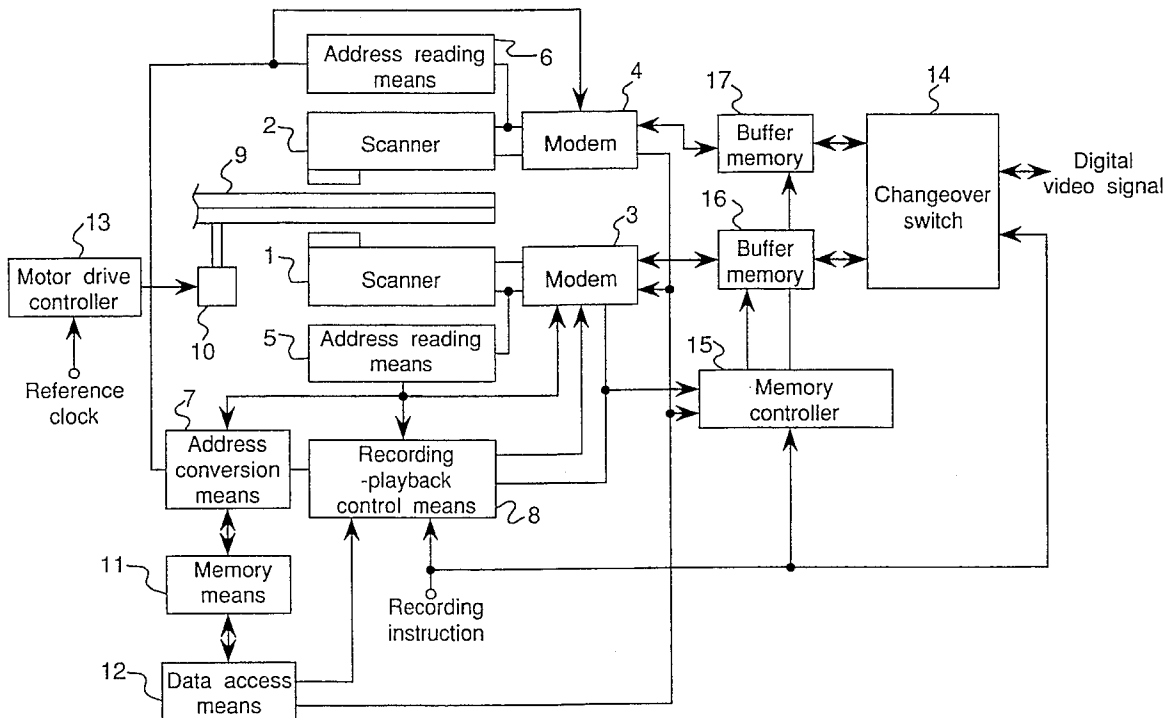 6
Address reading
means
4
17
14
2
Scanner
Modem
Buffer
memory
Changeover
switch
Digital
video signal
9
16
3
13
Motor drive
controller
1
Scanner
Modem
Buffer
memory
10
5
Address reading
means
15
Memory
controller
Reference
clock
7
Address
conversion
means
Recording
-playback
control means
8
11
Memory
means
Recording
instruction
12
Data access
means